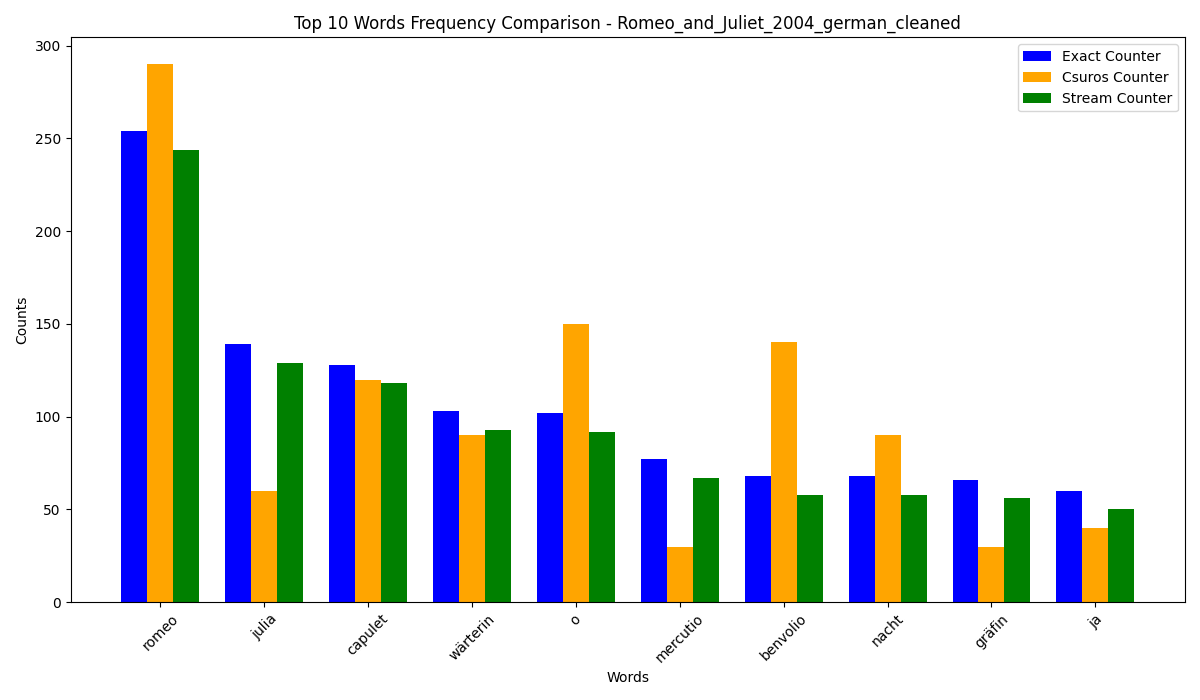 Top 10 Words Frequency Comparison - Romeo_and_Juliet_2004_german_cleaned
Exact Counter
Csuros Counter
Stream Counter
Counts
300
250
200
150
100
50
0
romeo
julia
capulet
wärterin
o
mercutio
benvolio
nacht
gräfin
ja
Words